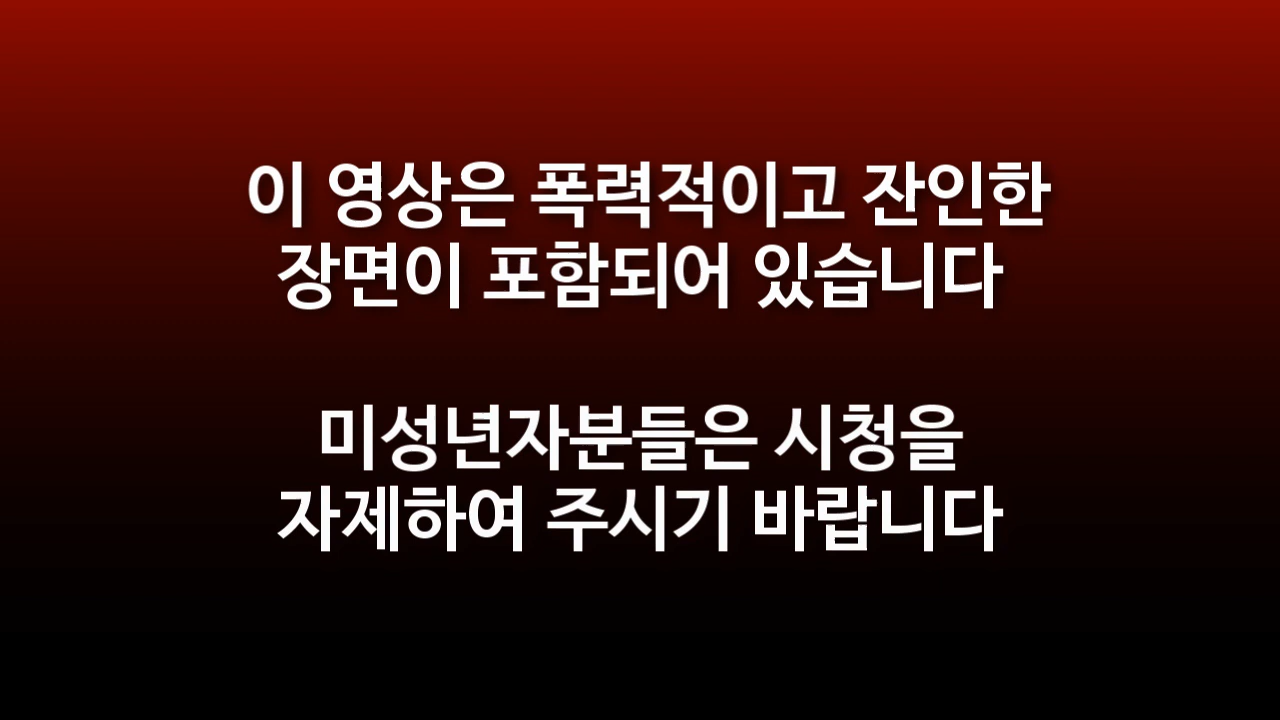 이 영상은 폭력적이고 잔인한
장면이 포함되어 있습니다
미성년자분들은 시청을
자제하여 주시기 바랍니다